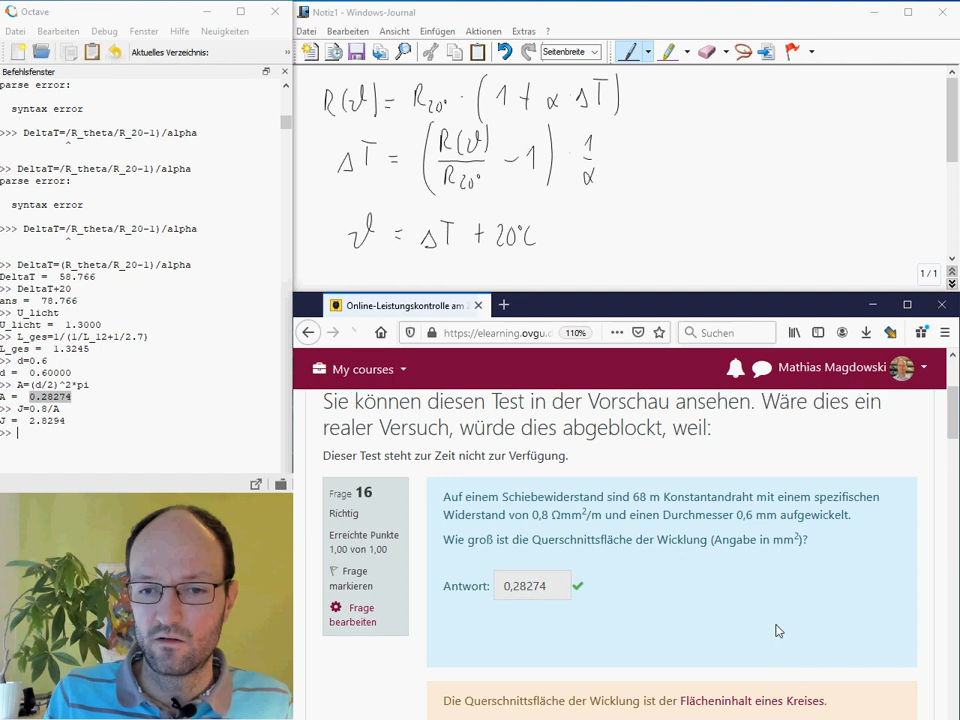 Octave
Datei Bearbeiten Debug Fenster Hilfe Neuigkeiten
Aktuelles Verzeichnis: »
Befehlsfenster
parse error:
syntax error
>>> DeltaT=/R_theta/R_20-1)/alpha
^
>> DeltaT=/R_theta/R_20-1)/alpha
parse error:
syntax error
>>> DeltaT=/R_theta/R_20-1)/alpha
^
>> DeltaT=(R_theta/R_20-1)/alpha
DeltaT = 58.766
>> DeltaT+20
ans = 78.766
>> U_licht
U_licht = 1.3000
>> L_ges=1/(1/L_12+1/2.7)
L_ges = 1.3245
>> d=0.6
d = 0.60000
>> A=(d/2)^2*pi
A = 0.28274
>> J=0.8/A
J = 2.8294
>>
Notiz1 - Windows-Journal
Datei Bearbeiten Ansicht Einfügen Aktionen Extras ?
Seitenbreite
R(ϑ) = R20° · (1 + α · ΔT)
ΔT = (R(ϑ)/R20° - 1) · 1/α
ϑ = ΔT + 20°C
1 / 1
Online-Leistungskontrolle am
https://elearning.ovgu. 110% Suchen
My courses
Mathias Magdowski
Sie können diesen Test in der Vorschau ansehen. Wäre dies ein
realer Versuch, würde dies abgeblockt, weil:
Dieser Test steht zur Zeit nicht zur Verfügung.
Frage 16
Richtig
Erreichte Punkte
1,00 von 1,00
Frage
markieren
Frage
bearbeiten
Auf einem Schiebewiderstand sind 68 m Konstantandraht mit einem spezifischen
Widerstand von 0,8 Ωmm²/m und einen Durchmesser 0,6 mm aufgewickelt.
Wie groß ist die Querschnittsfläche der Wicklung (Angabe in mm²)?
Antwort: 0,28274
Die Querschnittsfläche der Wicklung ist der Flächeninhalt eines Kreises.